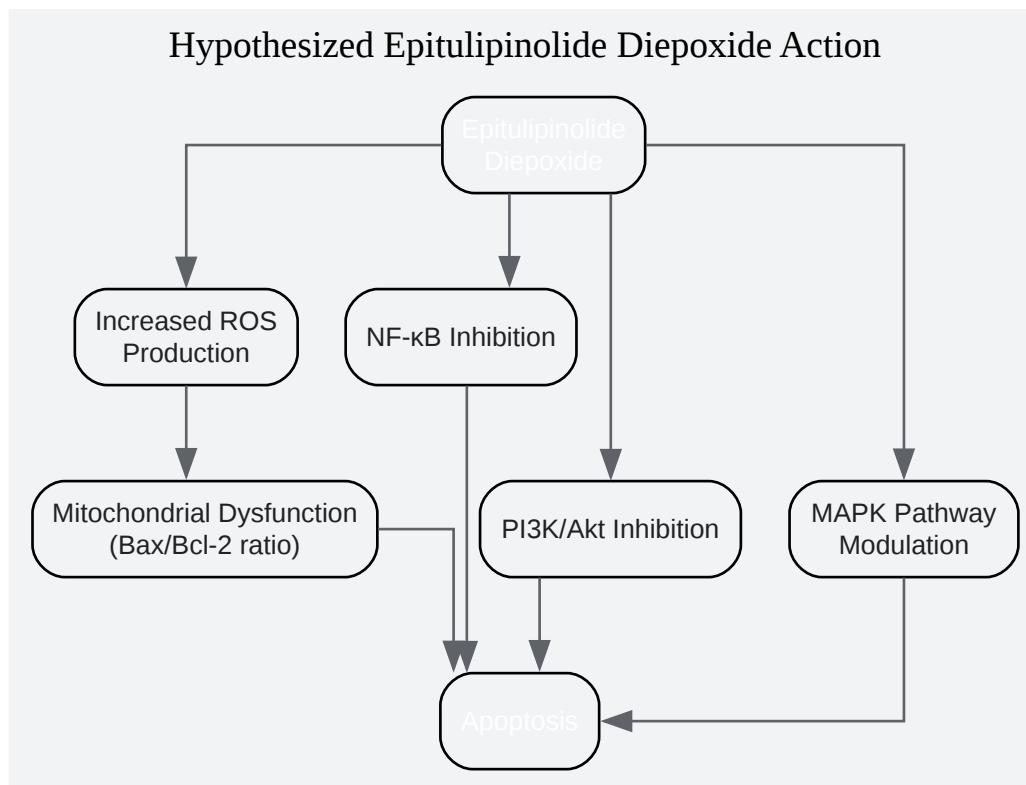 Hypothesized Epitulipinolide Diepoxide Action
Epitulipinolide
Diepoxide
Increased ROS
Production
NF-κB Inhibition
Mitochondrial Dysfunction
(Bax/Bcl-2 ratio)
PI3K/Akt Inhibition
MAPK Pathway
Modulation
Apoptosis